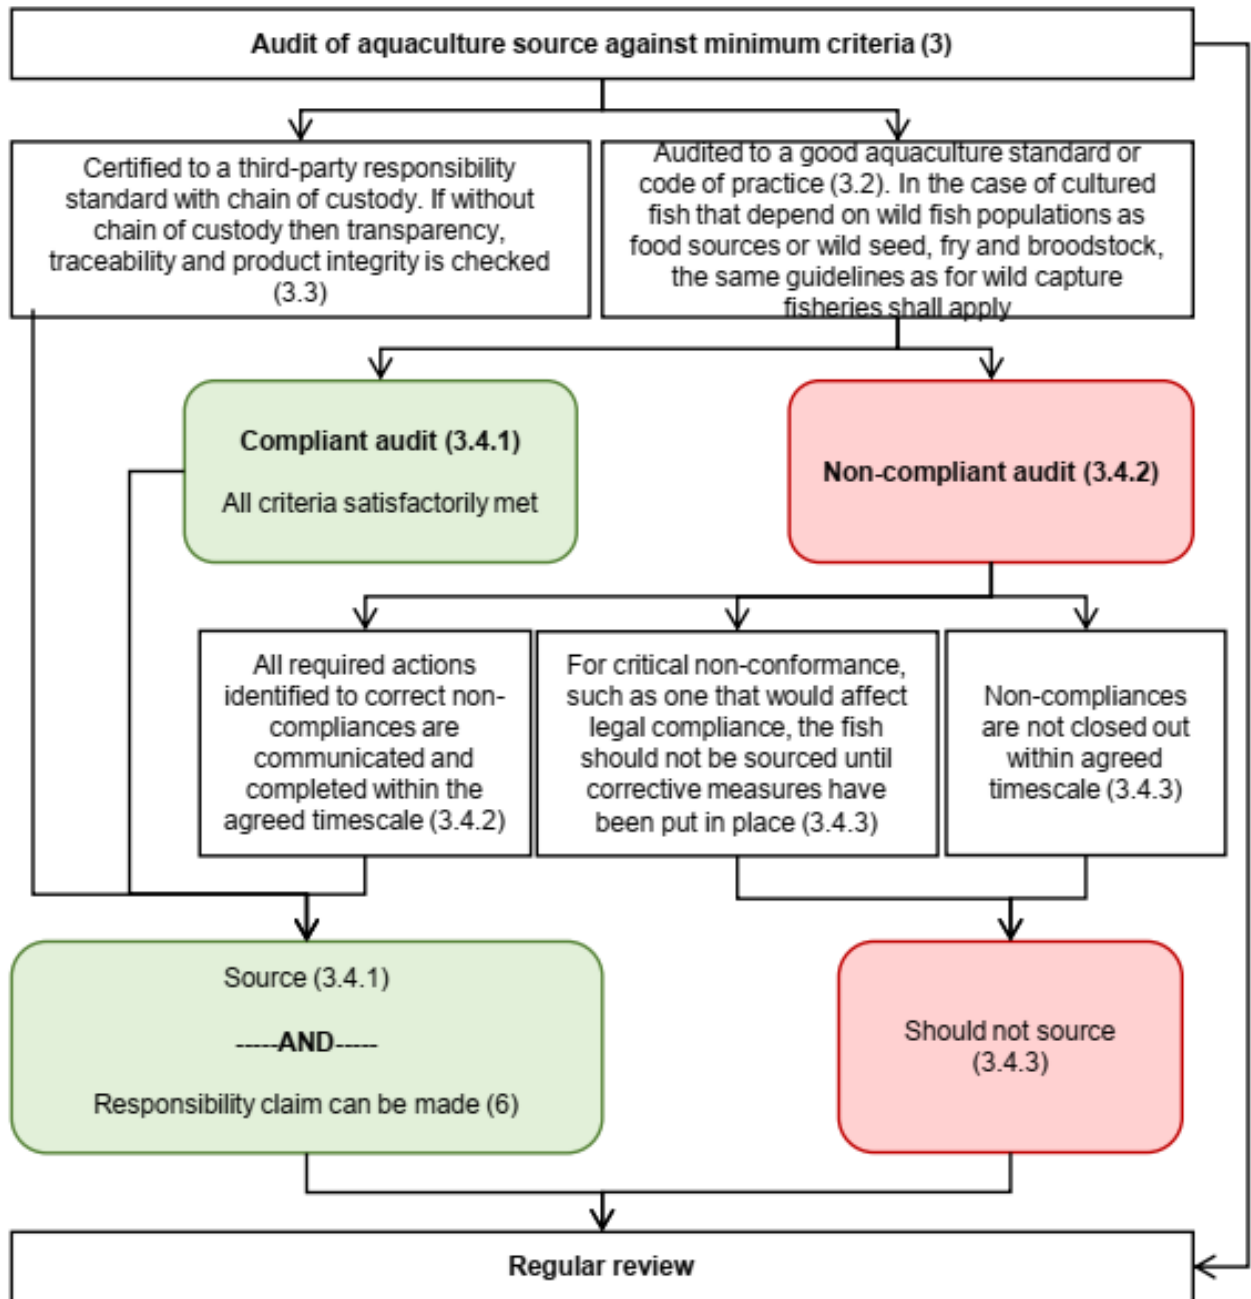 Audit of aquaculture source against minimum criteria (3)
Certified to a third-party responsibility
standard with chain of custody. If without
chain of custody then transparency,
traceability and product integrity is checked
(3.3)
Audited to a good aquaculture standard or
code of practice (3.2). In the case of cultured
fish that depend on wild fish populations as
food sources or wild seed, fry and broodstock,
the same guidelines as for wild capture
fisheries shall apply
Compliant audit (3.4.1)
All criteria satisfactorily met
Non-compliant audit (3.4.2)
All required actions
identified to correct non-
compliances are
communicated and
completed within the
agreed timescale (3.4.2)
For critical non-conformance,
such as one that would affect
legal compliance, the fish
should not be sourced until
corrective measures have
been put in place (3.4.3)
Non-compliances
are not closed out
within agreed
timescale (3.4.3)
Source (3.4.1)
-----AND-----
Responsibility claim can be made (6)
Should not source
(3.4.3)
Regular review